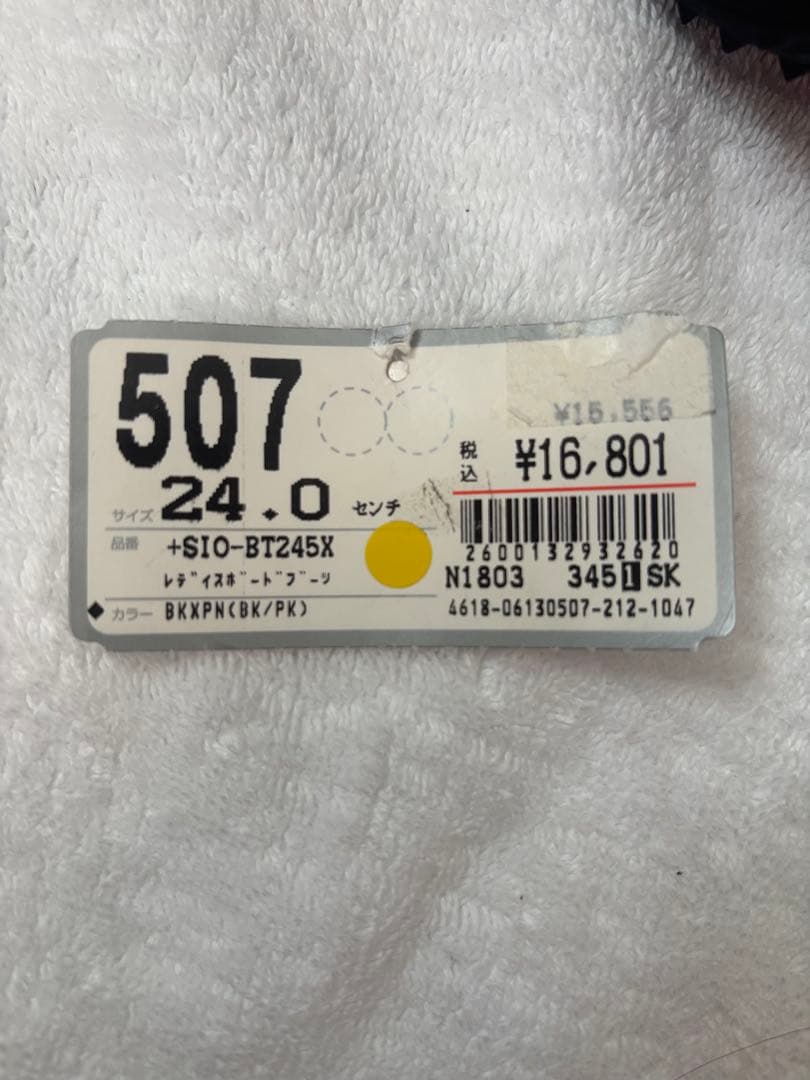 507
¥15,556
税込 ¥16,801
サイズ 24.0 センチ
2600132932620
品番 +SIO-BT245X
ﾚﾃﾞｨｽﾎﾞｰﾄﾞﾌﾞｰﾂ
N1803 345 1 SK
◆ カラー BKXPN(BK/PK)
4618-06130507-212-1047